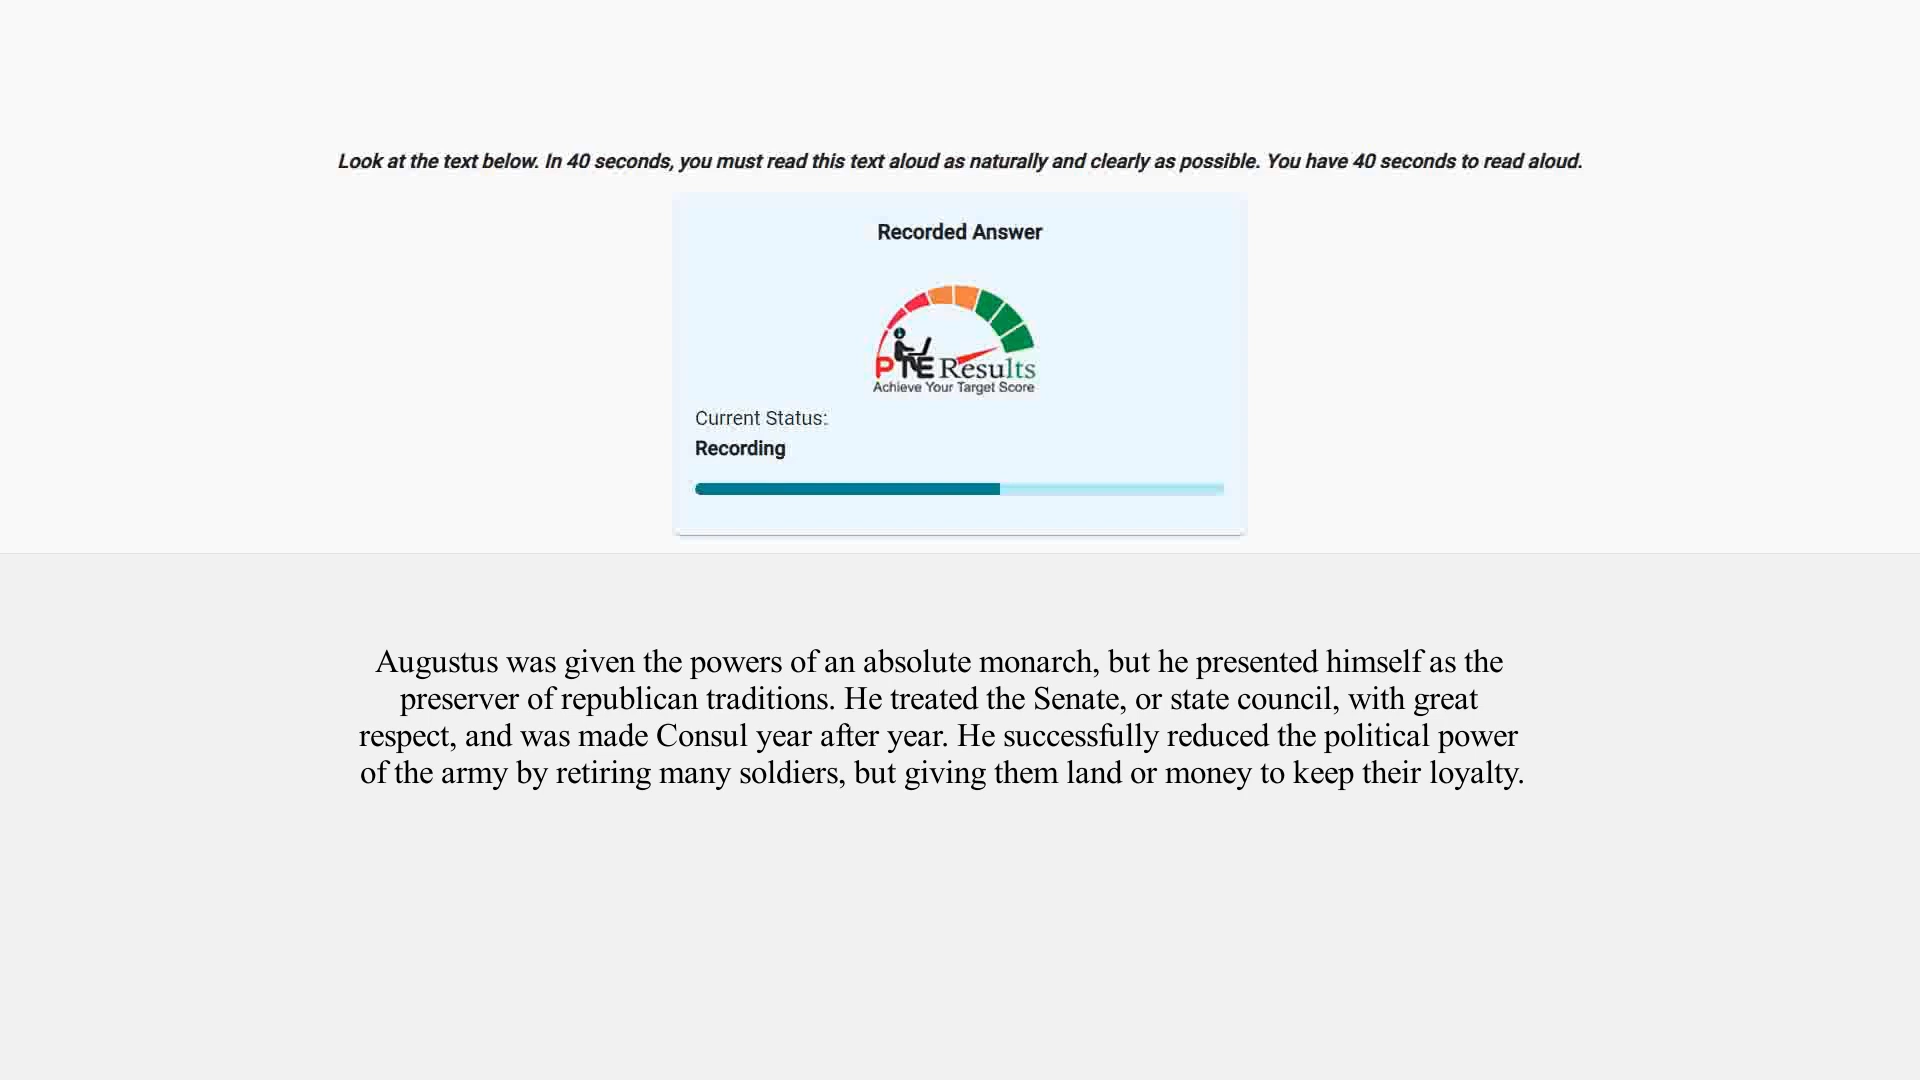 Look at the text below. In 40 seconds, you must read this text aloud as naturally and clearly as possible. You have 40 seconds to read aloud.
Recorded Answer
PTE Results
Achieve Your Target Score
Current Status:
Recording
Augustus was given the powers of an absolute monarch, but he presented himself as the
preserver of republican traditions. He treated the Senate, or state council, with great
respect, and was made Consul year after year. He successfully reduced the political power
of the army by retiring many soldiers, but giving them land or money to keep their loyalty.